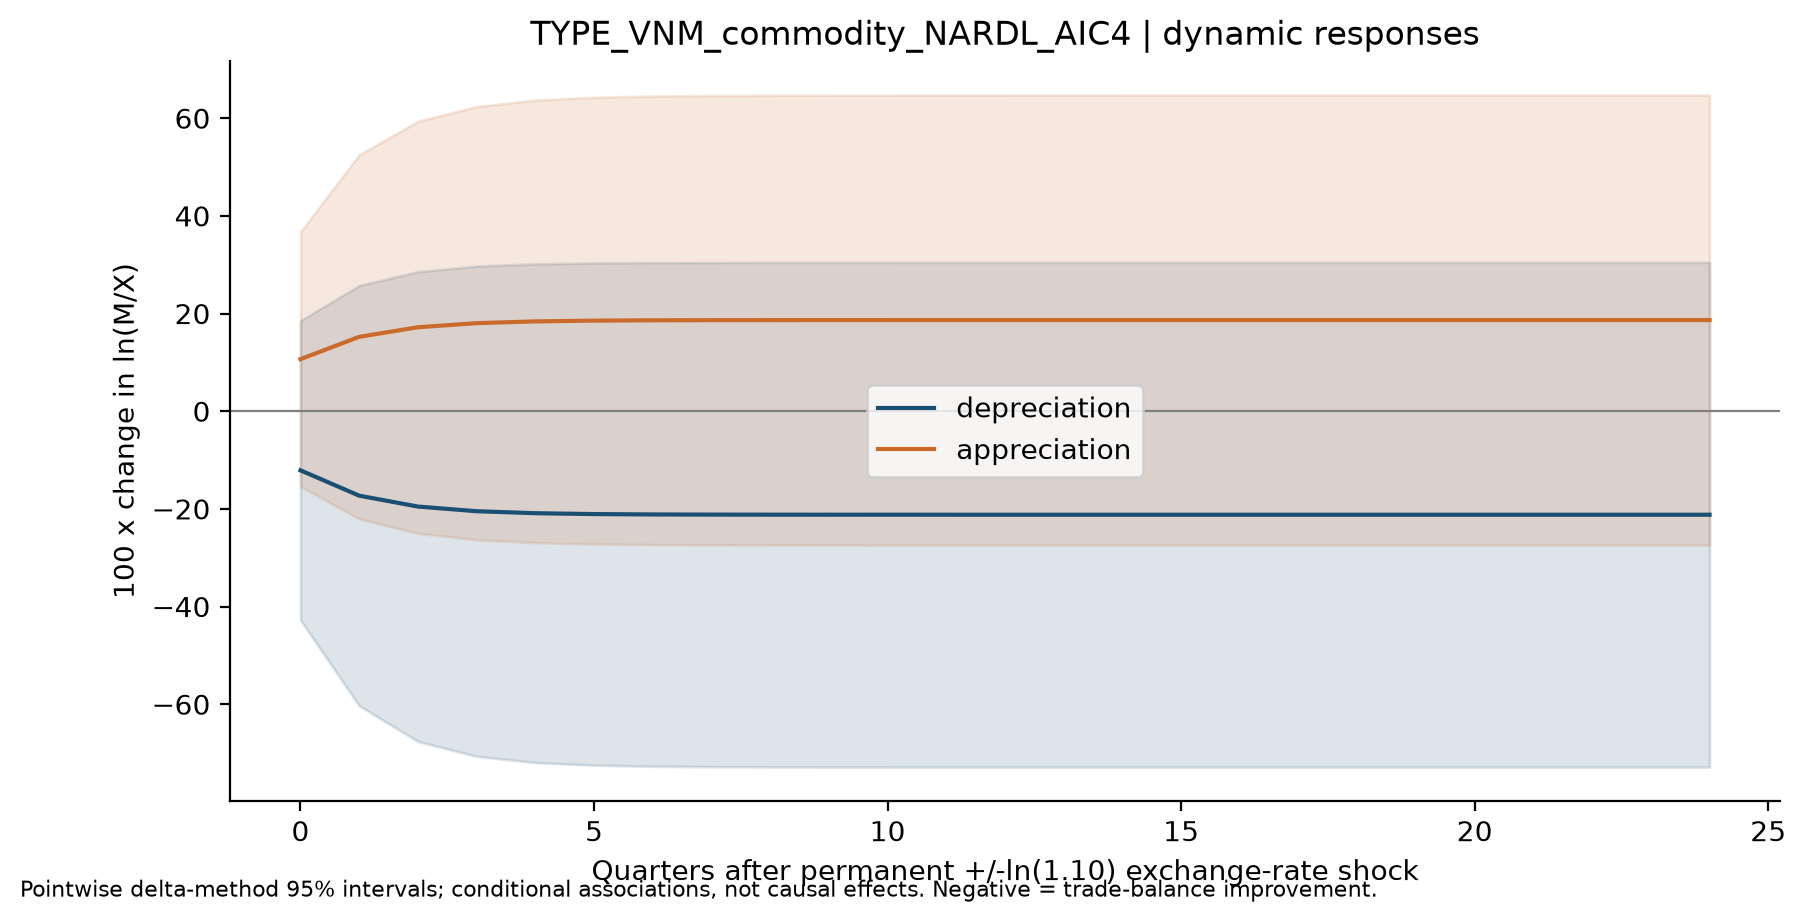 TYPE_VNM_commodity_NARDL_AIC4 | dynamic responses
100 x change in ln(M/X)
60
40
20
0
−20
−40
−60
depreciation
appreciation
0 5 10 15 20 25
Quarters after permanent +/-ln(1.10) exchange-rate shock
Pointwise delta-method 95% intervals; conditional associations, not causal effects. Negative = trade-balance improvement.